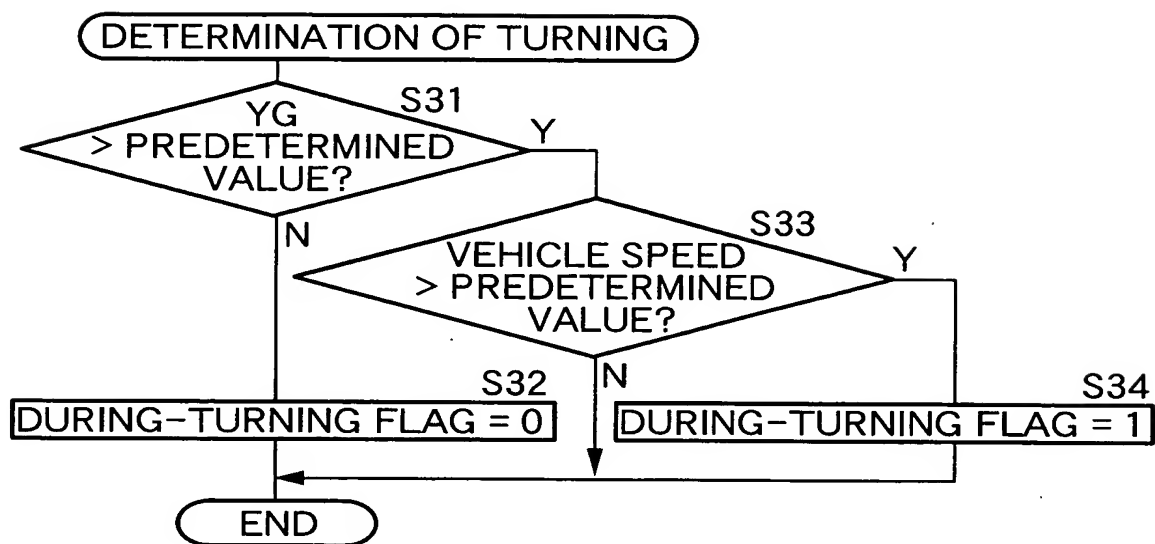 DETERMINATION OF TURNING
S31
YG
> PREDETERMINED
VALUE?
Y
N
S33
VEHICLE SPEED
> PREDETERMINED
VALUE?
Y
N
S32
DURING-TURNING FLAG = 0
S34
DURING-TURNING FLAG = 1
END